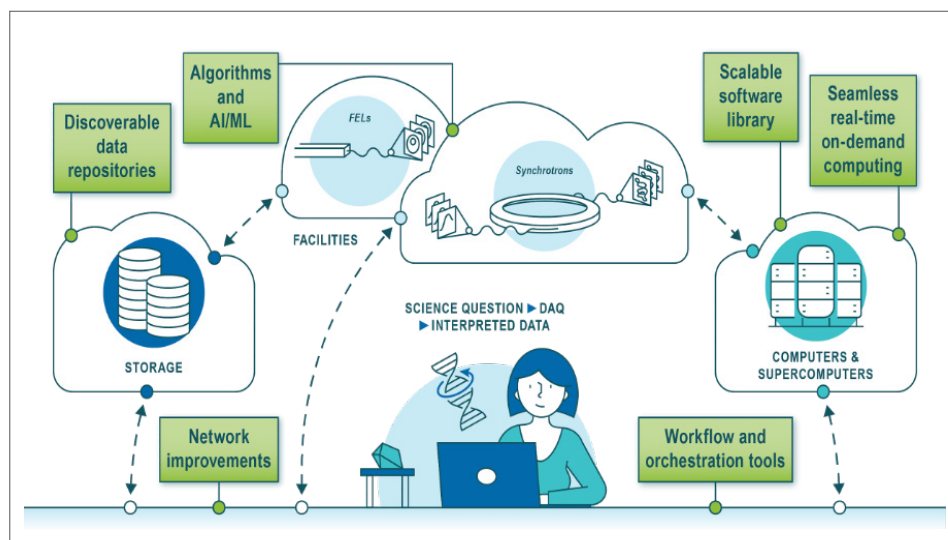 Algorithms
and
AI/ML
Scalable
software
library
Seamless
real-time
on-demand
computing
Discoverable
data
repositories
FELs
Synchrotrons
FACILITIES
SCIENCE QUESTION ▶ DAQ
▶ INTERPRETED DATA
STORAGE
COMPUTERS &
SUPERCOMPUTERS
Network
improvements
Workflow and
orchestration tools